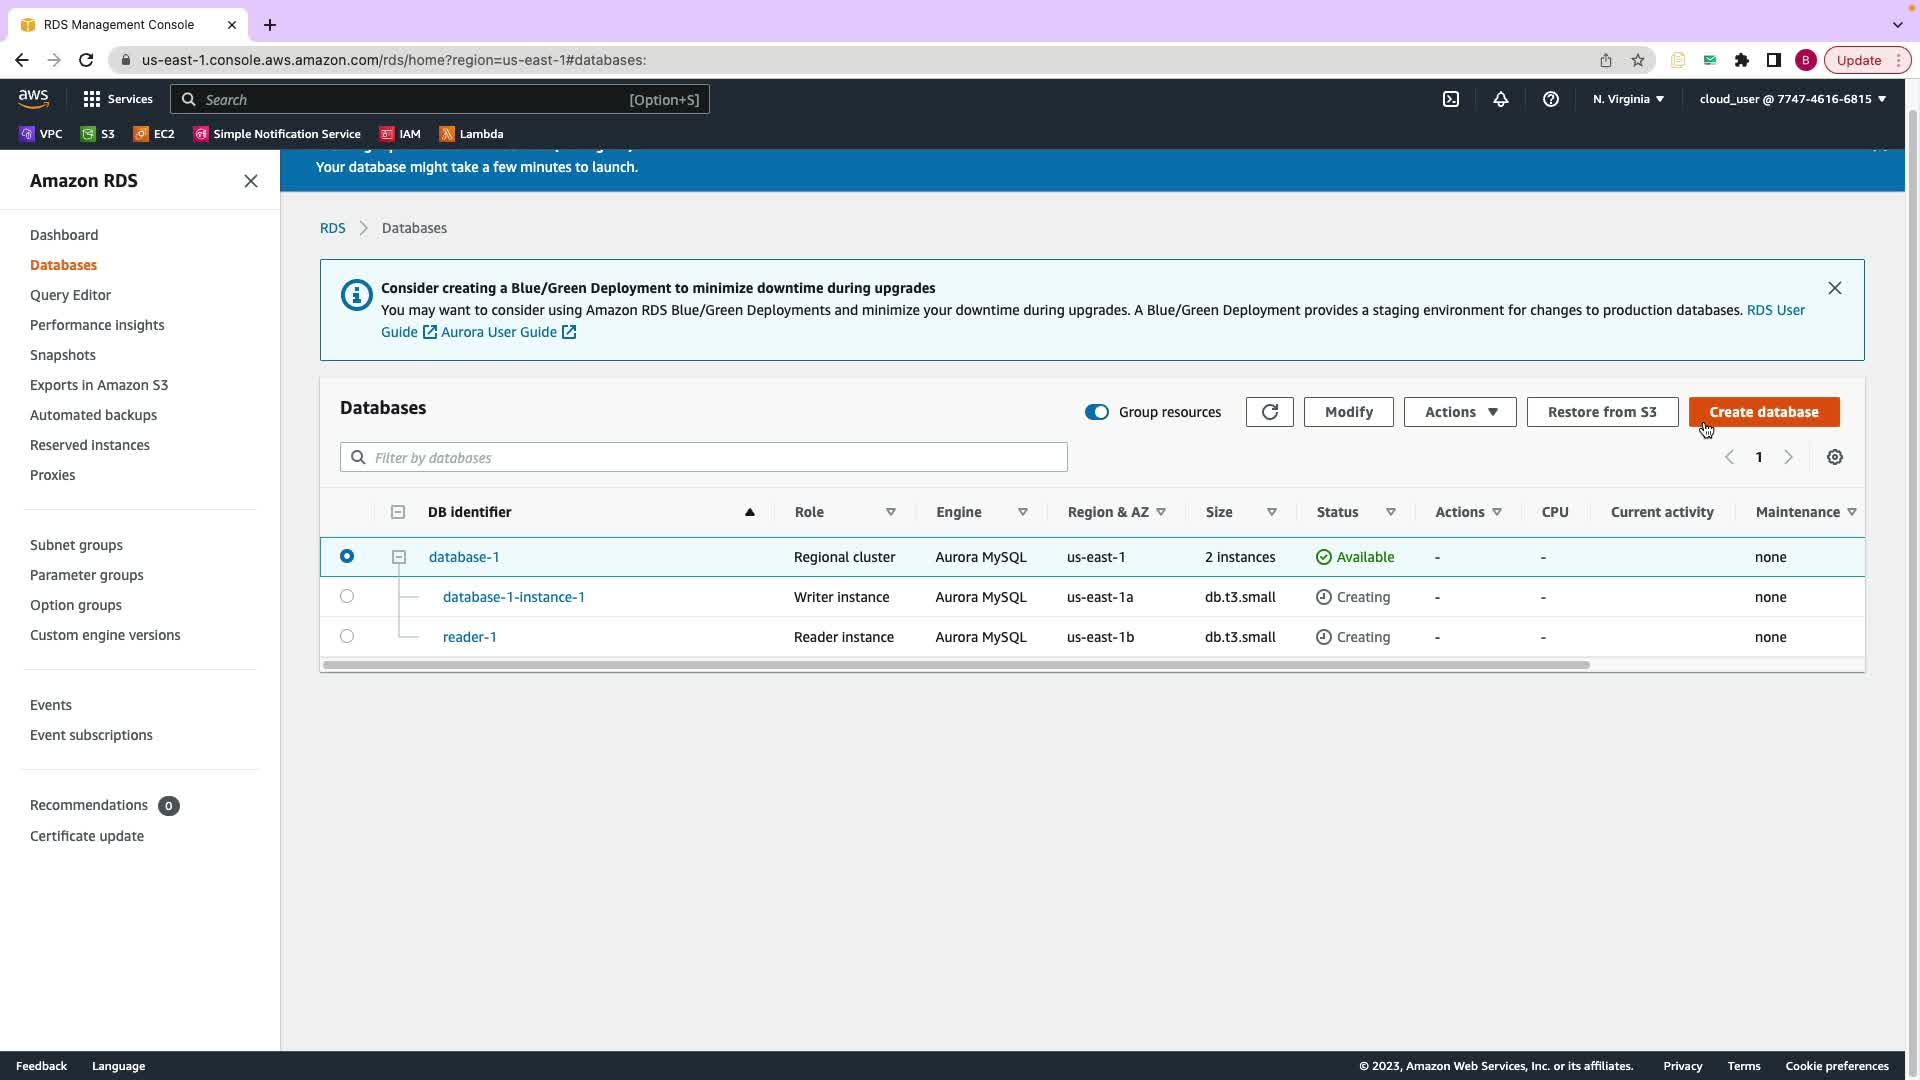 RDS Management Console
us-east-1.console.aws.amazon.com/rds/home?region=us-east-1#databases:
B
Update
aws
Services
Search
[Option+S]
N. Virginia
cloud_user @ 7747-4616-6815
VPC
S3
EC2
Simple Notification Service
IAM
Lambda
Your database might take a few minutes to launch.
Amazon RDS
Dashboard
Databases
Query Editor
Performance insights
Snapshots
Exports in Amazon S3
Automated backups
Reserved instances
Proxies
Subnet groups
Parameter groups
Option groups
Custom engine versions
Events
Event subscriptions
Recommendations 0
Certificate update
RDS > Databases
Consider creating a Blue/Green Deployment to minimize downtime during upgrades
You may want to consider using Amazon RDS Blue/Green Deployments and minimize your downtime during upgrades. A Blue/Green Deployment provides a staging environment for changes to production databases. RDS User
Guide Aurora User Guide
Databases
Group resources
Modify
Actions
Restore from S3
Create database
Filter by databases
1
DB identifier Role Engine Region & AZ Size Status Actions CPU Current activity Maintenance
database-1 Regional cluster Aurora MySQL us-east-1 2 instances Available - - none
database-1-instance-1 Writer instance Aurora MySQL us-east-1a db.t3.small Creating - - none
reader-1 Reader instance Aurora MySQL us-east-1b db.t3.small Creating - - none
Feedback Language © 2023, Amazon Web Services, Inc. or its affiliates. Privacy Terms Cookie preferences